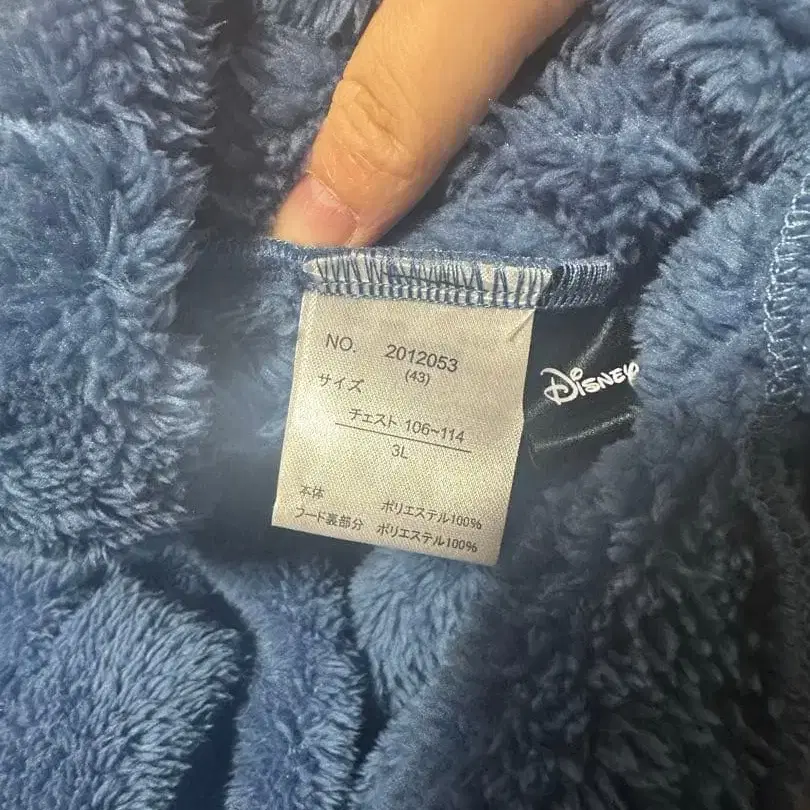 NO. 2012053
(43)
サイズ
チェスト 106~114
3L
本体 ポリエステル100%
フード裏部分 ポリエステル100%
Disney